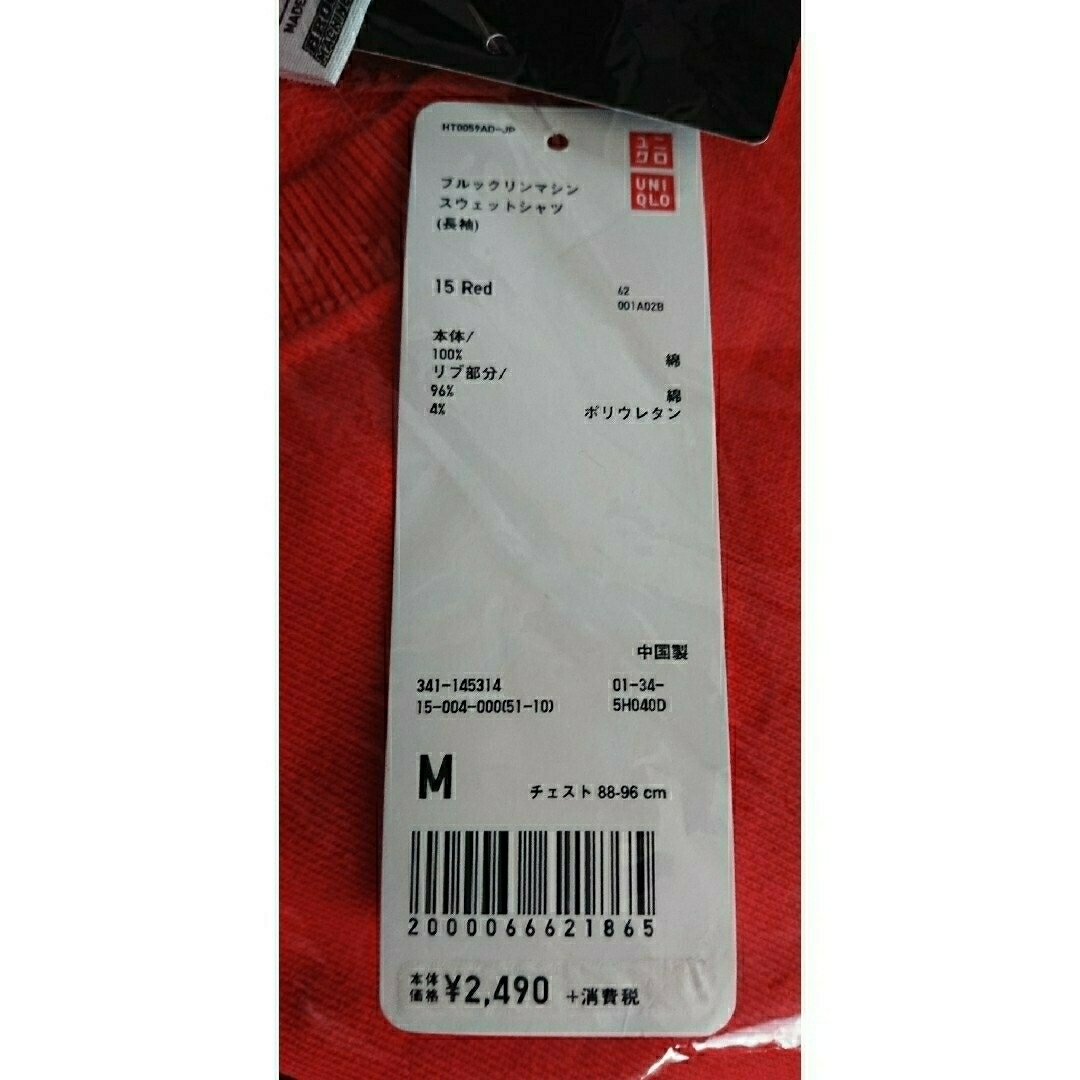 MADE
BRO
MACHINE
HT0059AD-JP
ユニ
クロ
UNI
QLO
ブルックリンマシン
スウェットシャツ
(長袖)
15 Red
62
001A02B
本体/
100% 綿
リブ部分/
96% 綿
4% ポリウレタン
中国製
341-145314 01-34-
15-004-000(51-10) 5H040D
M チェスト 88-96 cm
2000066621865
本体
価格 ¥2,490 +消費税